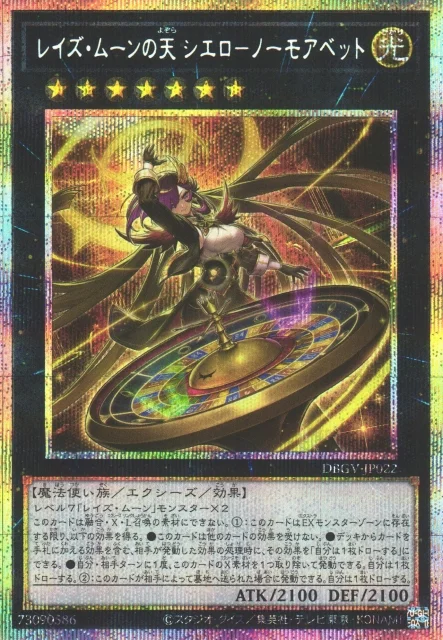 よぞら
レイズ・ムーンの天 シエローノーモアベット
光
DBGV-JP022
【魔法使い族／エクシーズ／効果】
レベル7「レイズ・ムーン」モンスター×2
このカードは融合・X・L召喚の素材にできない。①：このカードはEXモンスターゾーンに存在
する限り、以下の効果を得る。●このカードは他のカードの効果を受けない。●デッキからカードを
手札に加える効果を含む、相手が発動した効果の処理時に、その効果を「自分は1枚ドローする」に
できる。●自分・相手ターンに1度、このカードのX素材を1つ取り除いて発動できる。自分は1枚
ドローする。②：このカードが相手によって墓地へ送られた場合に発動できる。自分は1枚ドローする。
ATK/2100 DEF/2100
73090586
©スタジオ・ダイス/集英社・テレビ東京・KONAMI